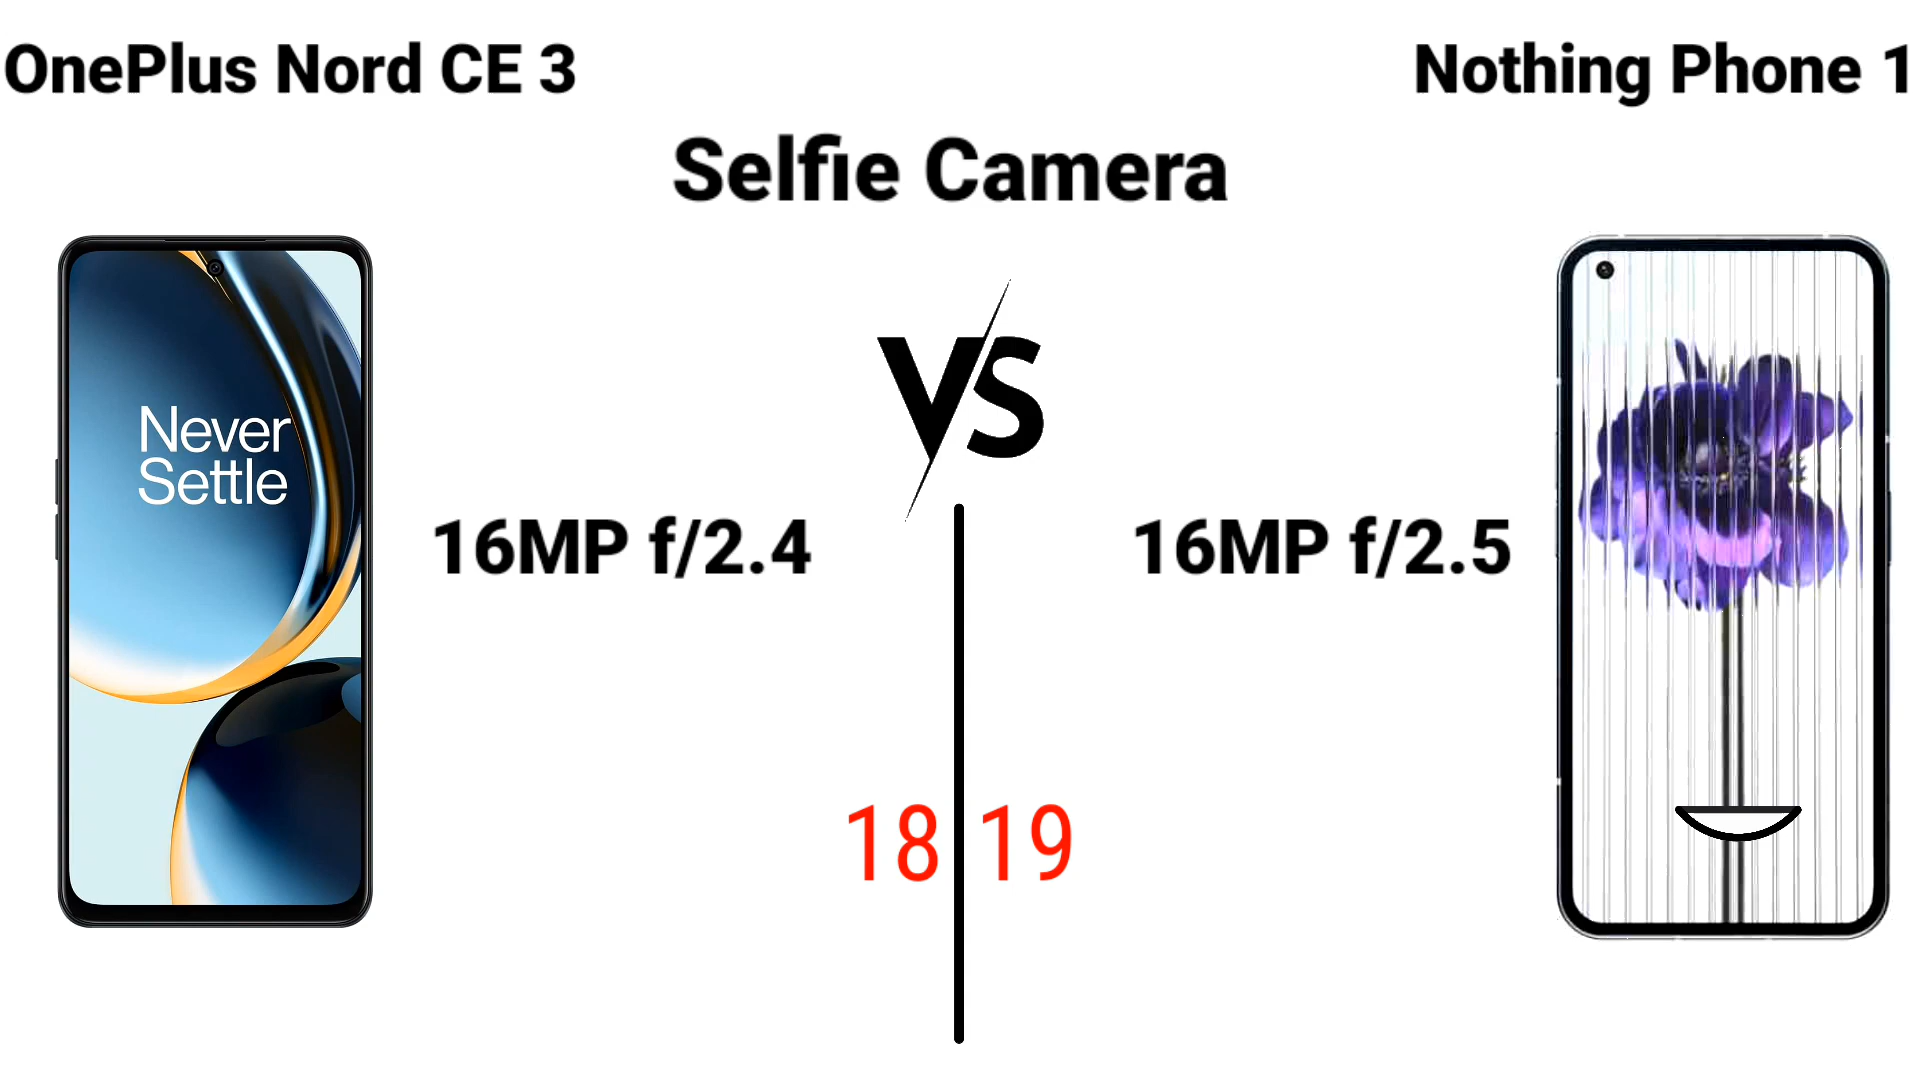 OnePlus Nord CE 3
Nothing Phone 1
Selfie Camera
VS
Never
Settle
16MP f/2.4
16MP f/2.5
18
19